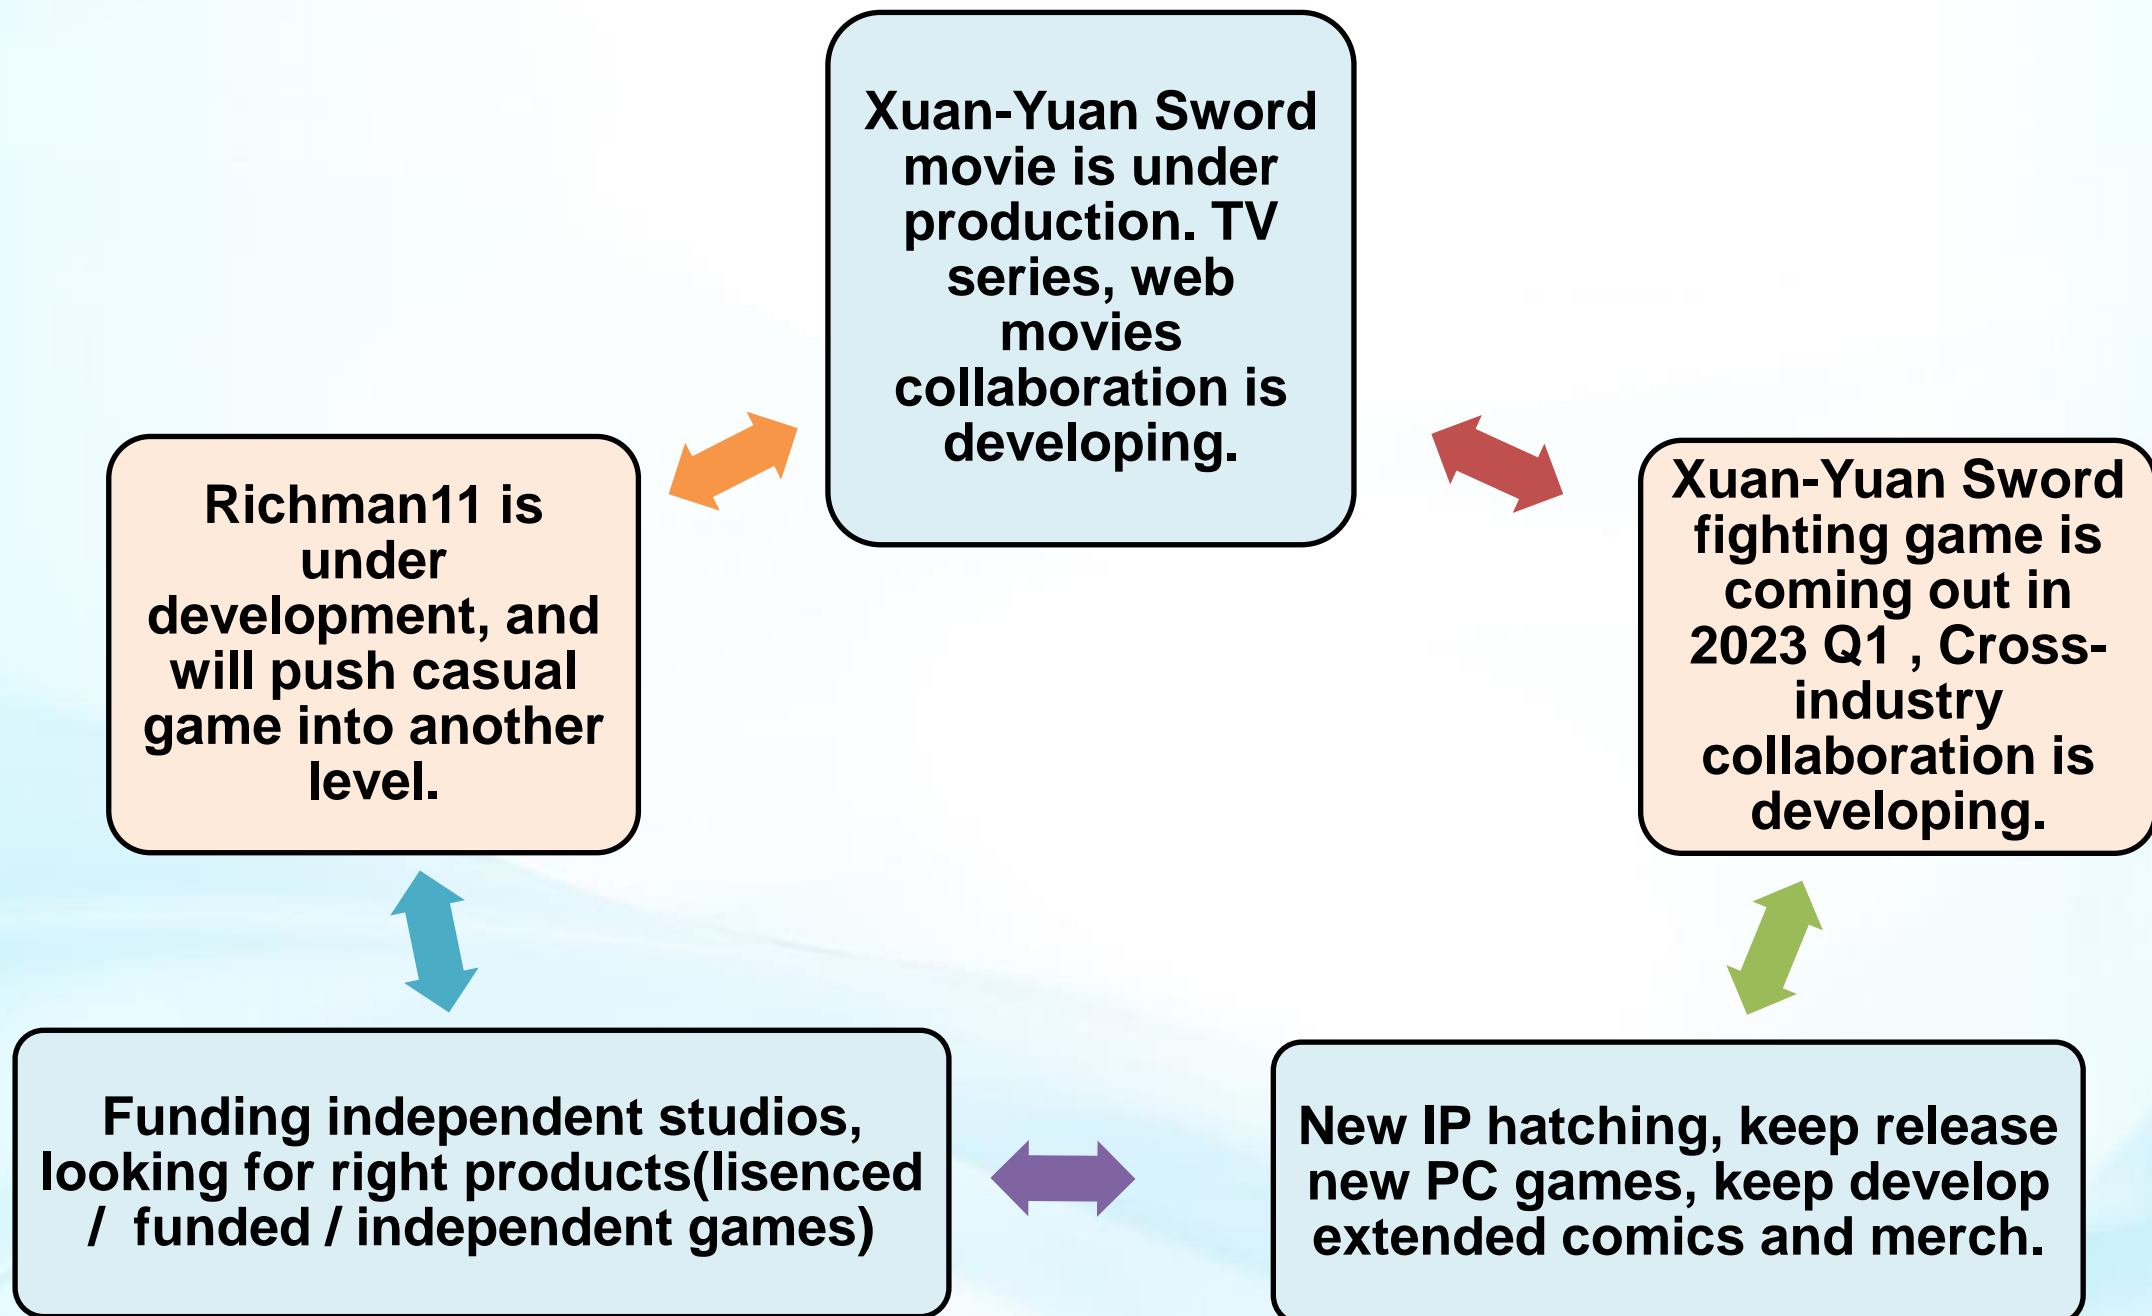 Xuan-Yuan Sword
movie is under
production. TV
series, web
movies
collaboration is
developing.
Richman11 is
under
development, and
will push casual
game into another
level.
Xuan-Yuan Sword
fighting game is
coming out in
2023 Q1 , Cross-
industry
collaboration is
developing.
Funding independent studios,
looking for right products(lisenced
/ funded / independent games)
New IP hatching, keep release
new PC games, keep develop
extended comics and merch.